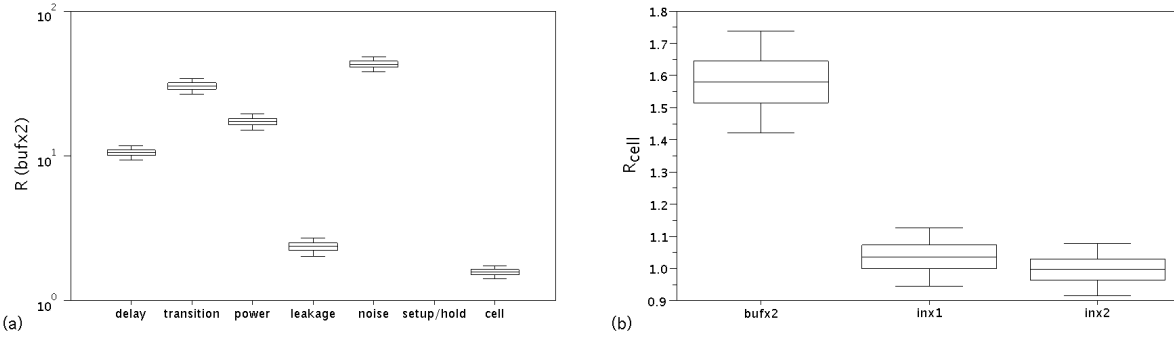 10^2
10^1
10^0
R (bufx2)
delay transition power leakage noise setup/hold cell
(a)
1.8
1.7
1.6
1.5
1.4
1.3
1.2
1.1
1.0
0.9
R_cell
bufx2 inx1 inx2
(b)